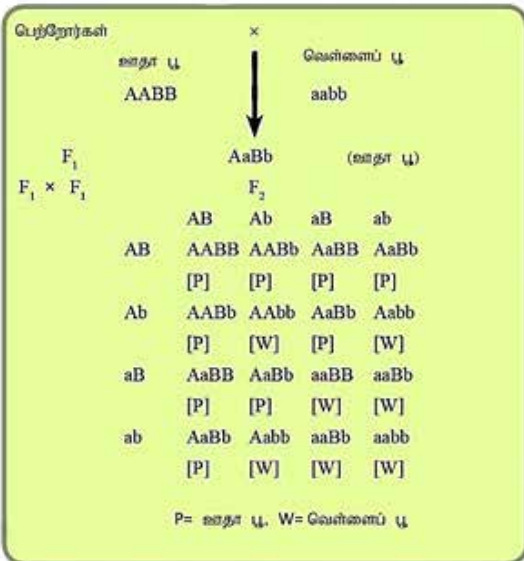 பெற்றோர்கள் ×
ஊதா பூ வெள்ளைப் பூ
AABB aabb
F₁ AaBb (ஊதா பூ)
F₁ × F₁ F₂
AB Ab aB ab
AB AABB AABb AaBB AaBb
[P] [P] [P] [P]
Ab AABb AAbb AaBb Aabb
[P] [W] [P] [W]
aB AaBB AaBb aaBB aaBb
[P] [P] [W] [W]
ab AaBb Aabb aaBb aabb
[P] [W] [W] [W]
P= ஊதா பூ, W= வெள்ளைப் பூ